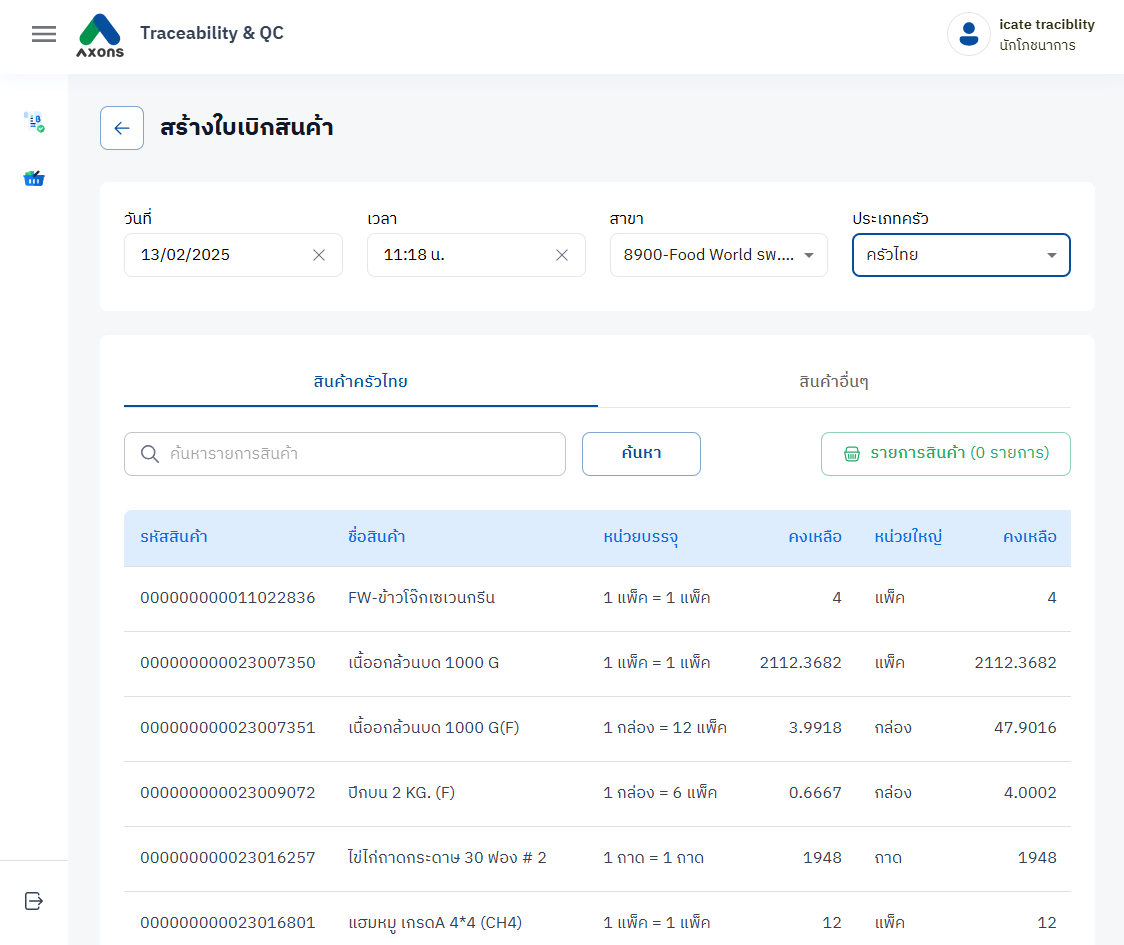 AXONS
Traceability & QC
icate traciblity
นักโภชนาการ
สร้างใบเบิกสินค้า
วันที่ เวลา สาขา ประเภทครัว
13/02/2025 11:18 น. 8900-Food World รพ.... ครัวไทย
สินค้าครัวไทย สินค้าอื่นๆ
ค้นหารายการสินค้า ค้นหา รายการสินค้า (0 รายการ)
รหัสสินค้า ชื่อสินค้า หน่วยบรรจุ คงเหลือ หน่วยใหญ่ คงเหลือ
000000000011022836 FW-ข้าวโจ๊กเซเวนกรีน 1 แพ็ค = 1 แพ็ค 4 แพ็ค 4
000000000023007350 เนื้ออกล้วนบด 1000 G 1 แพ็ค = 1 แพ็ค 2112.3682 แพ็ค 2112.3682
000000000023007351 เนื้ออกล้วนบด 1000 G(F) 1 กล่อง = 12 แพ็ค 3.9918 กล่อง 47.9016
000000000023009072 ปีกบน 2 KG. (F) 1 กล่อง = 6 แพ็ค 0.6667 กล่อง 4.0002
000000000023016257 ไข่ไก่ถาดกระดาษ 30 ฟอง # 2 1 ถาด = 1 ถาด 1948 ถาด 1948
000000000023016801 แฮมหมู เกรดA 4*4 (CH4) 1 แพ็ค = 1 แพ็ค 12 แพ็ค 12